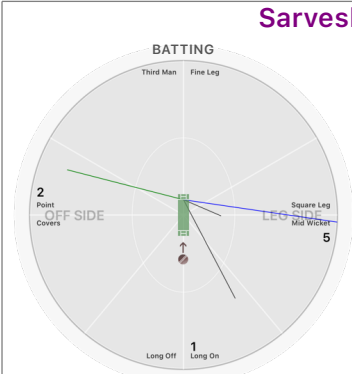 Sarves
BATTING
Third Man Fine Leg
2
Point
OFF SIDE
Covers
Square Leg
LEG SIDE
Mid Wicket
5
1
Long Off Long On